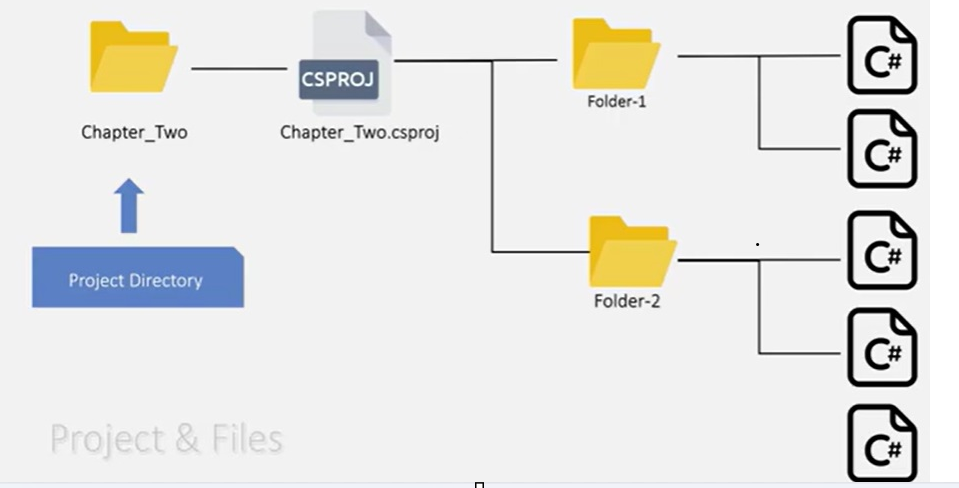 C#
CSPROJ
Folder-1
Chapter_Two
Chapter_Two.csproj
C#
C#
Project Directory
Folder-2
C#
Project & Files
C#